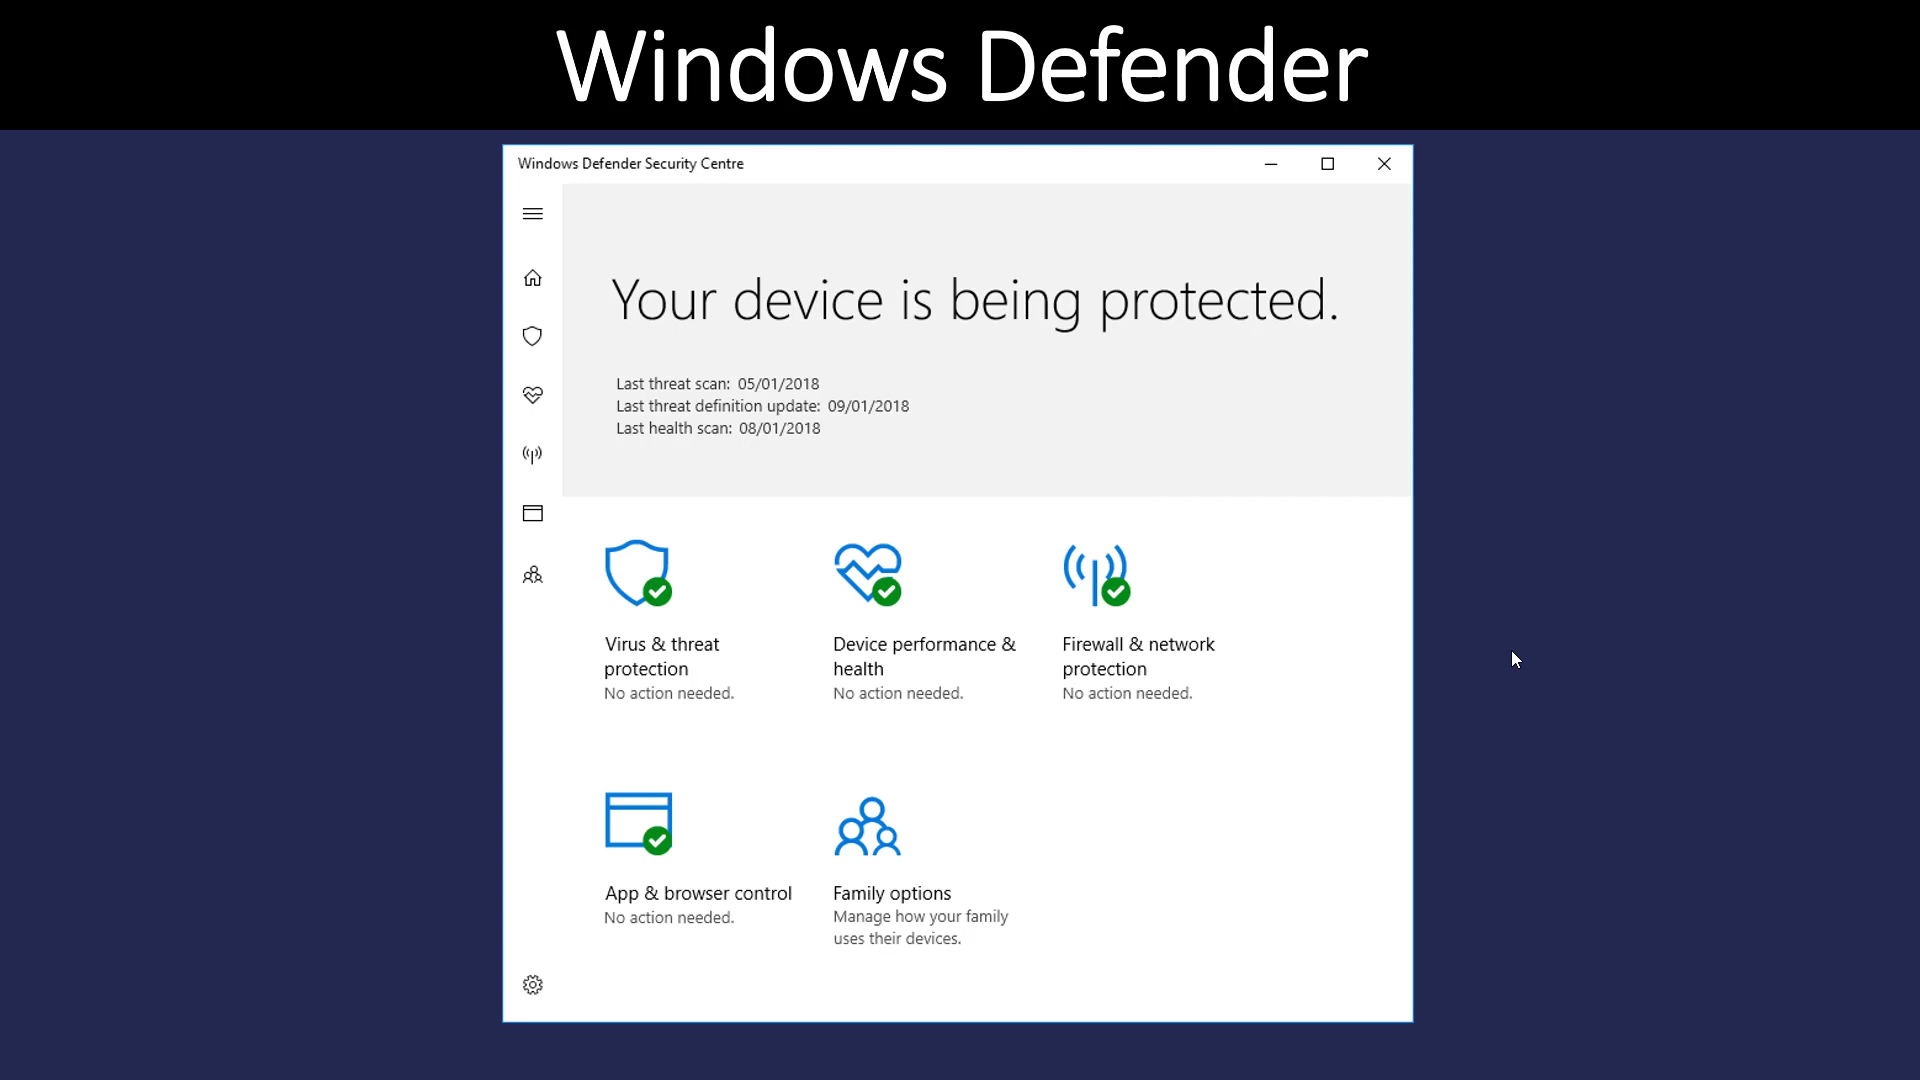 Windows Defender
Windows Defender Security Centre
Your device is being protected.
Last threat scan: 05/01/2018
Last threat definition update: 09/01/2018
Last health scan: 08/01/2018
Virus & threat
protection
No action needed.
Device performance &
health
No action needed.
Firewall & network
protection
No action needed.
App & browser control
No action needed.
Family options
Manage how your family
uses their devices.